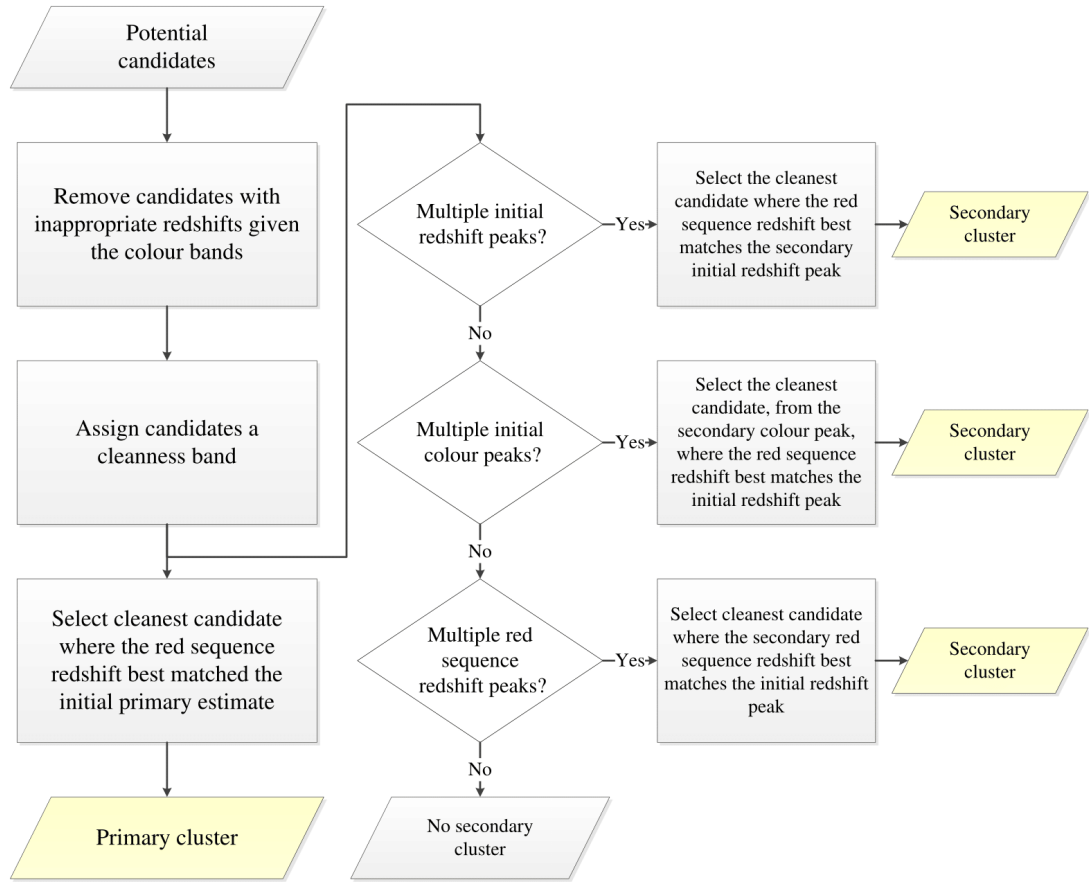 Potential
candidates
Remove candidates with
inappropriate redshifts given
the colour bands
Assign candidates a
cleanness band
Select cleanest candidate
where the red sequence
redshift best matched the
initial primary estimate
Primary cluster
Multiple initial
redshift peaks?
Yes
Select the cleanest
candidate where the red
sequence redshift best
matches the secondary
initial redshift peak
Secondary
cluster
No
Multiple initial
colour peaks?
Yes
Select the cleanest
candidate, from the
secondary colour peak,
where the red sequence
redshift best matches the
initial redshift peak
Secondary
cluster
No
Multiple red
sequence
redshift peaks?
Yes
Select cleanest candidate
where the secondary red
sequence redshift best
matches the initial redshift
peak
Secondary
cluster
No
No secondary
cluster